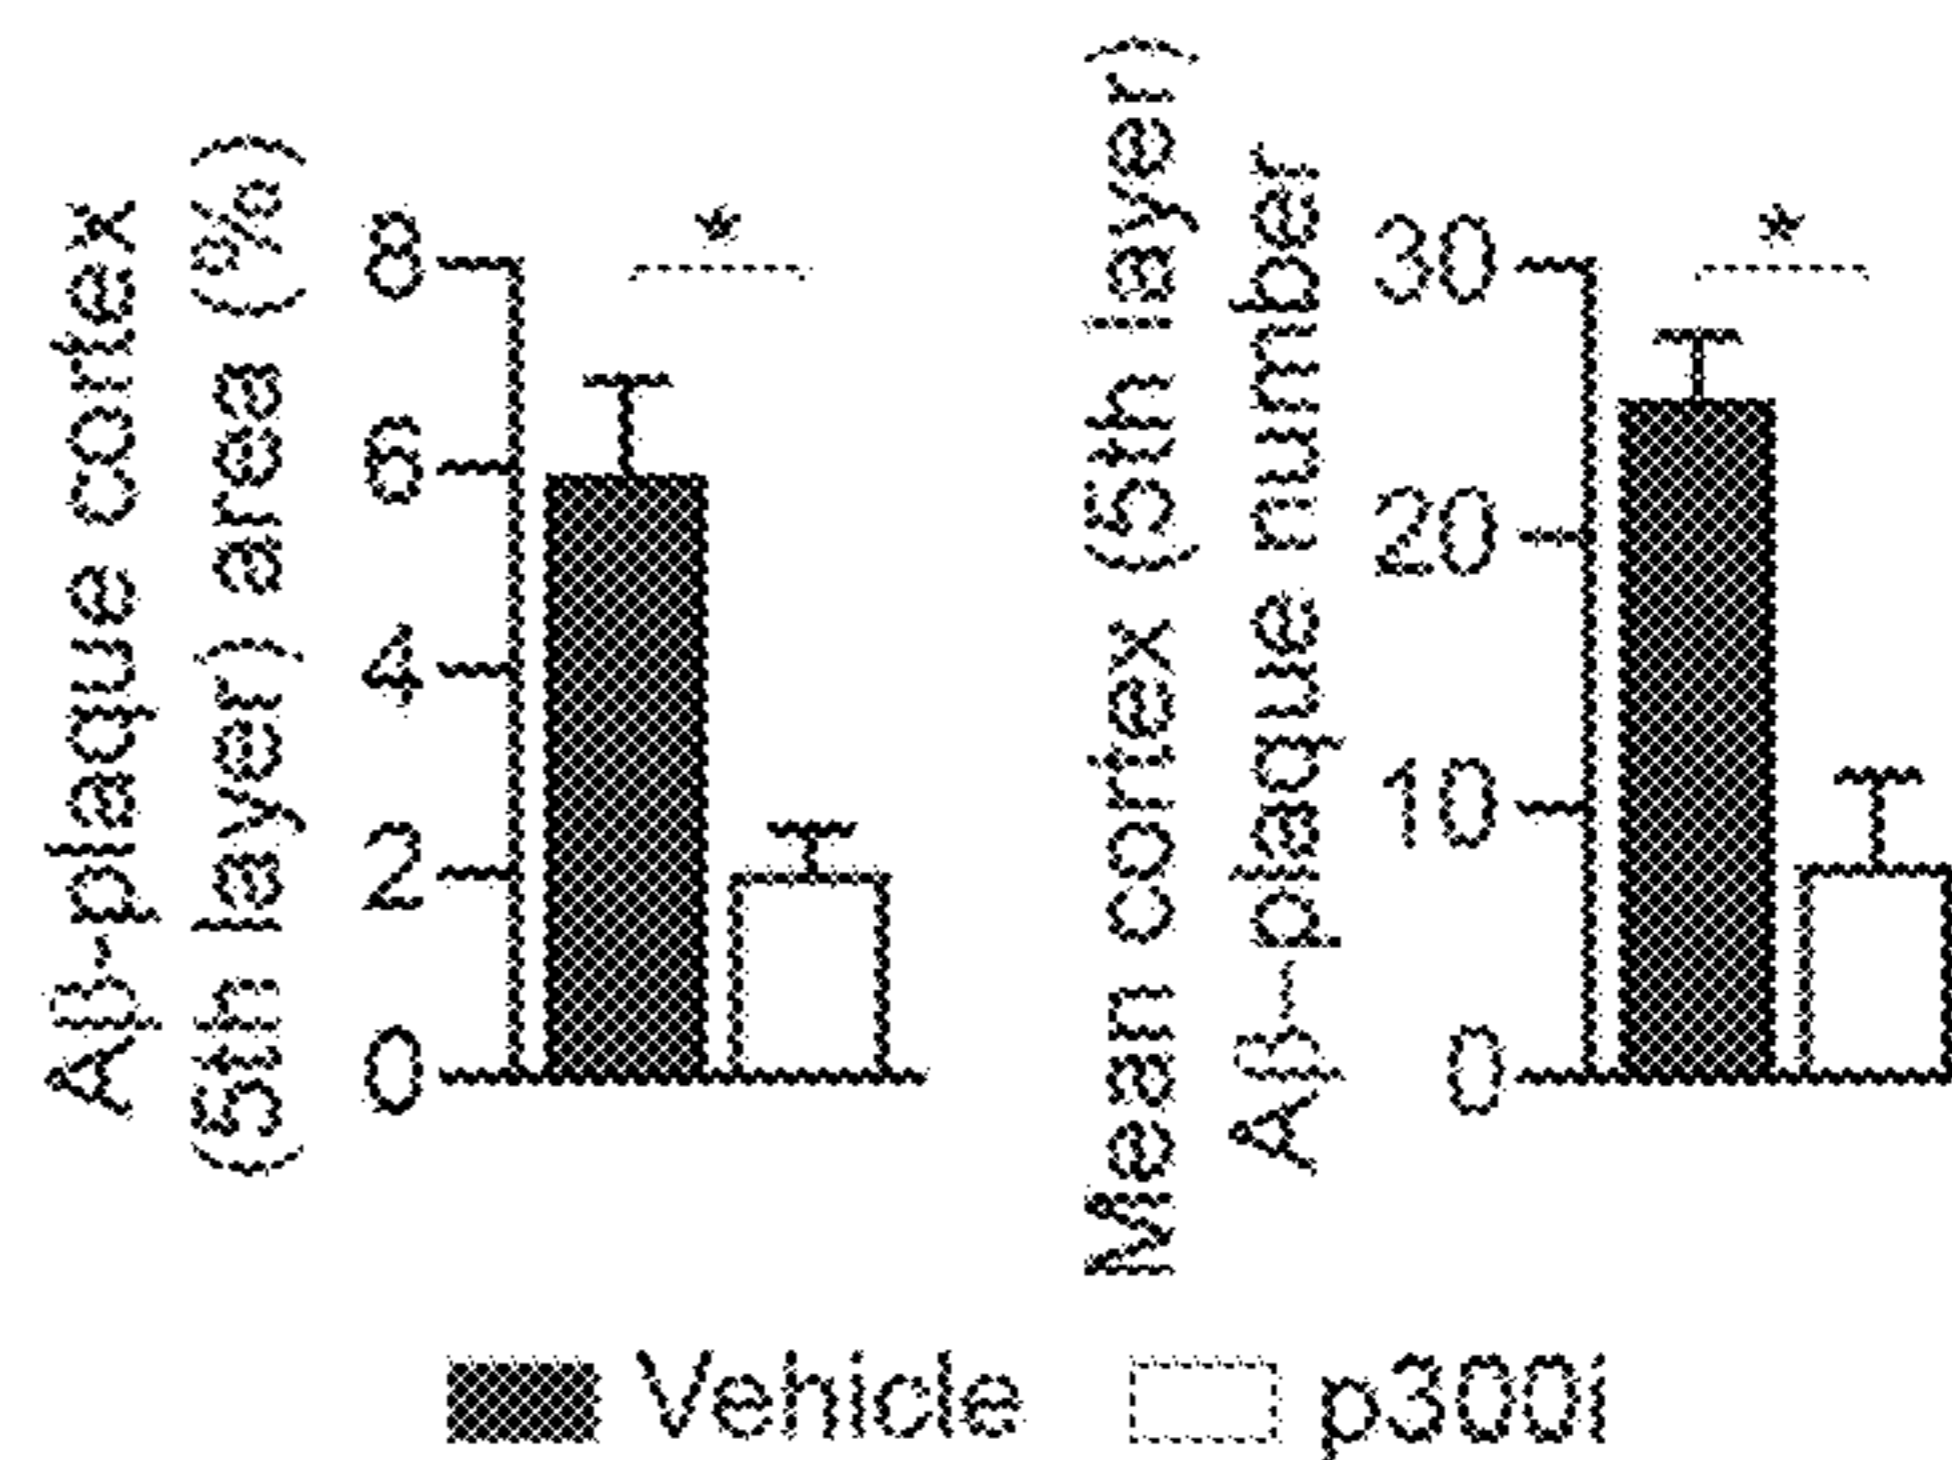 Aβ-plaque cortex
(5th layer) area (%)
8
6
4
2
0
*
Mean cortex (5th layer)
Aβ-plaque number
30
20
10
0
*
Vehicle
p300i